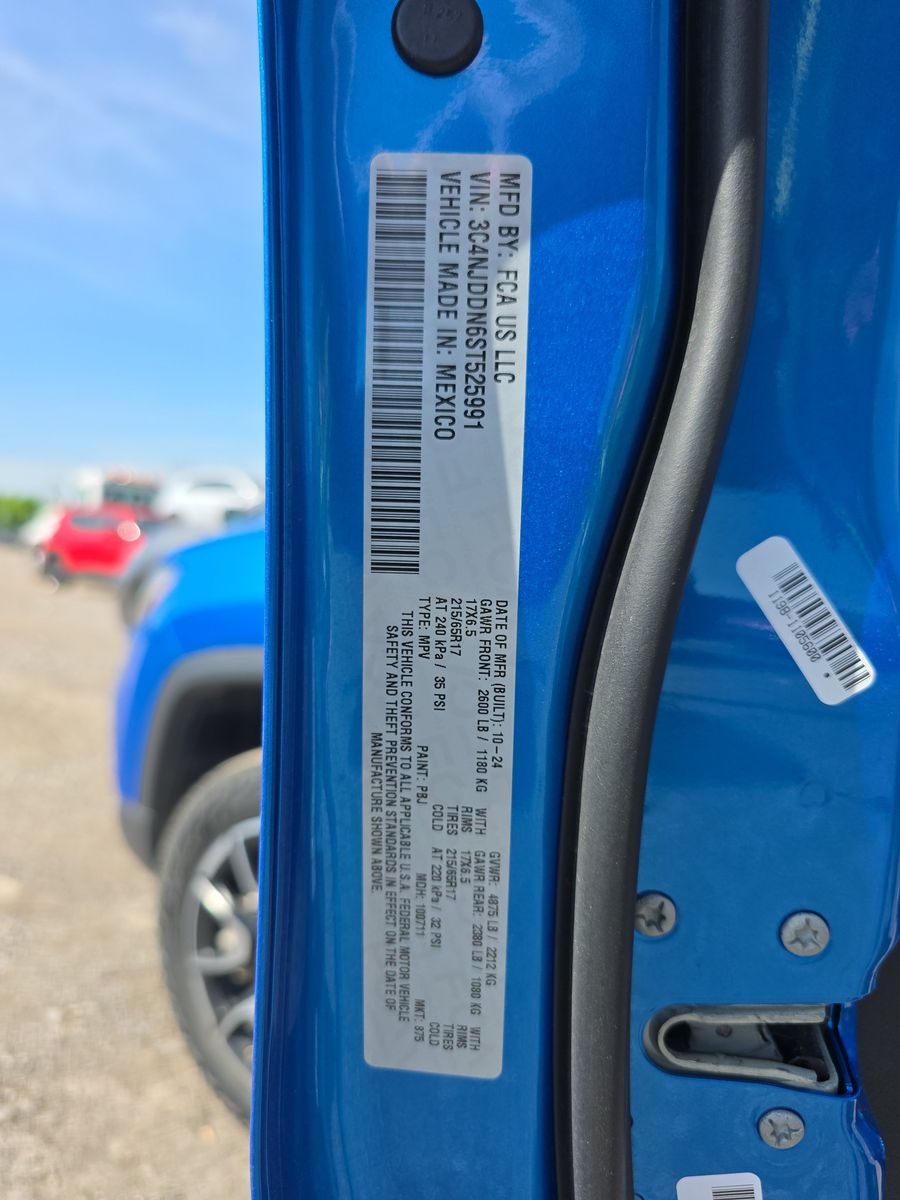 MFD BY: FCA US LLC
VIN: 3C4NJDDN6ST525991
VEHICLE MADE IN: MEXICO
DATE OF MFR (BUILT): 10-24 GVWR: 4875 LB / 2212 KG
GAWR FRONT: 2600 LB / 1180 KG WITH GAWR REAR: 2380 LB / 1080 KG WITH
17X6.5 RIMS 17X6.5 RIMS
215/65R17 TIRES 215/65R17 TIRES
AT 240 kPa / 35 PSI COLD AT 220 kPa / 32 PSI COLD
TYPE: MPV PAINT: PBJ MDH: 100711 MKT: 875
THIS VEHICLE CONFORMS TO ALL APPLICABLE U.S.A. FEDERAL MOTOR VEHICLE
SAFETY AND THEFT PREVENTION STANDARDS IN EFFECT ON THE DATE OF
MANUFACTURE SHOWN ABOVE.
1198-1105600 *